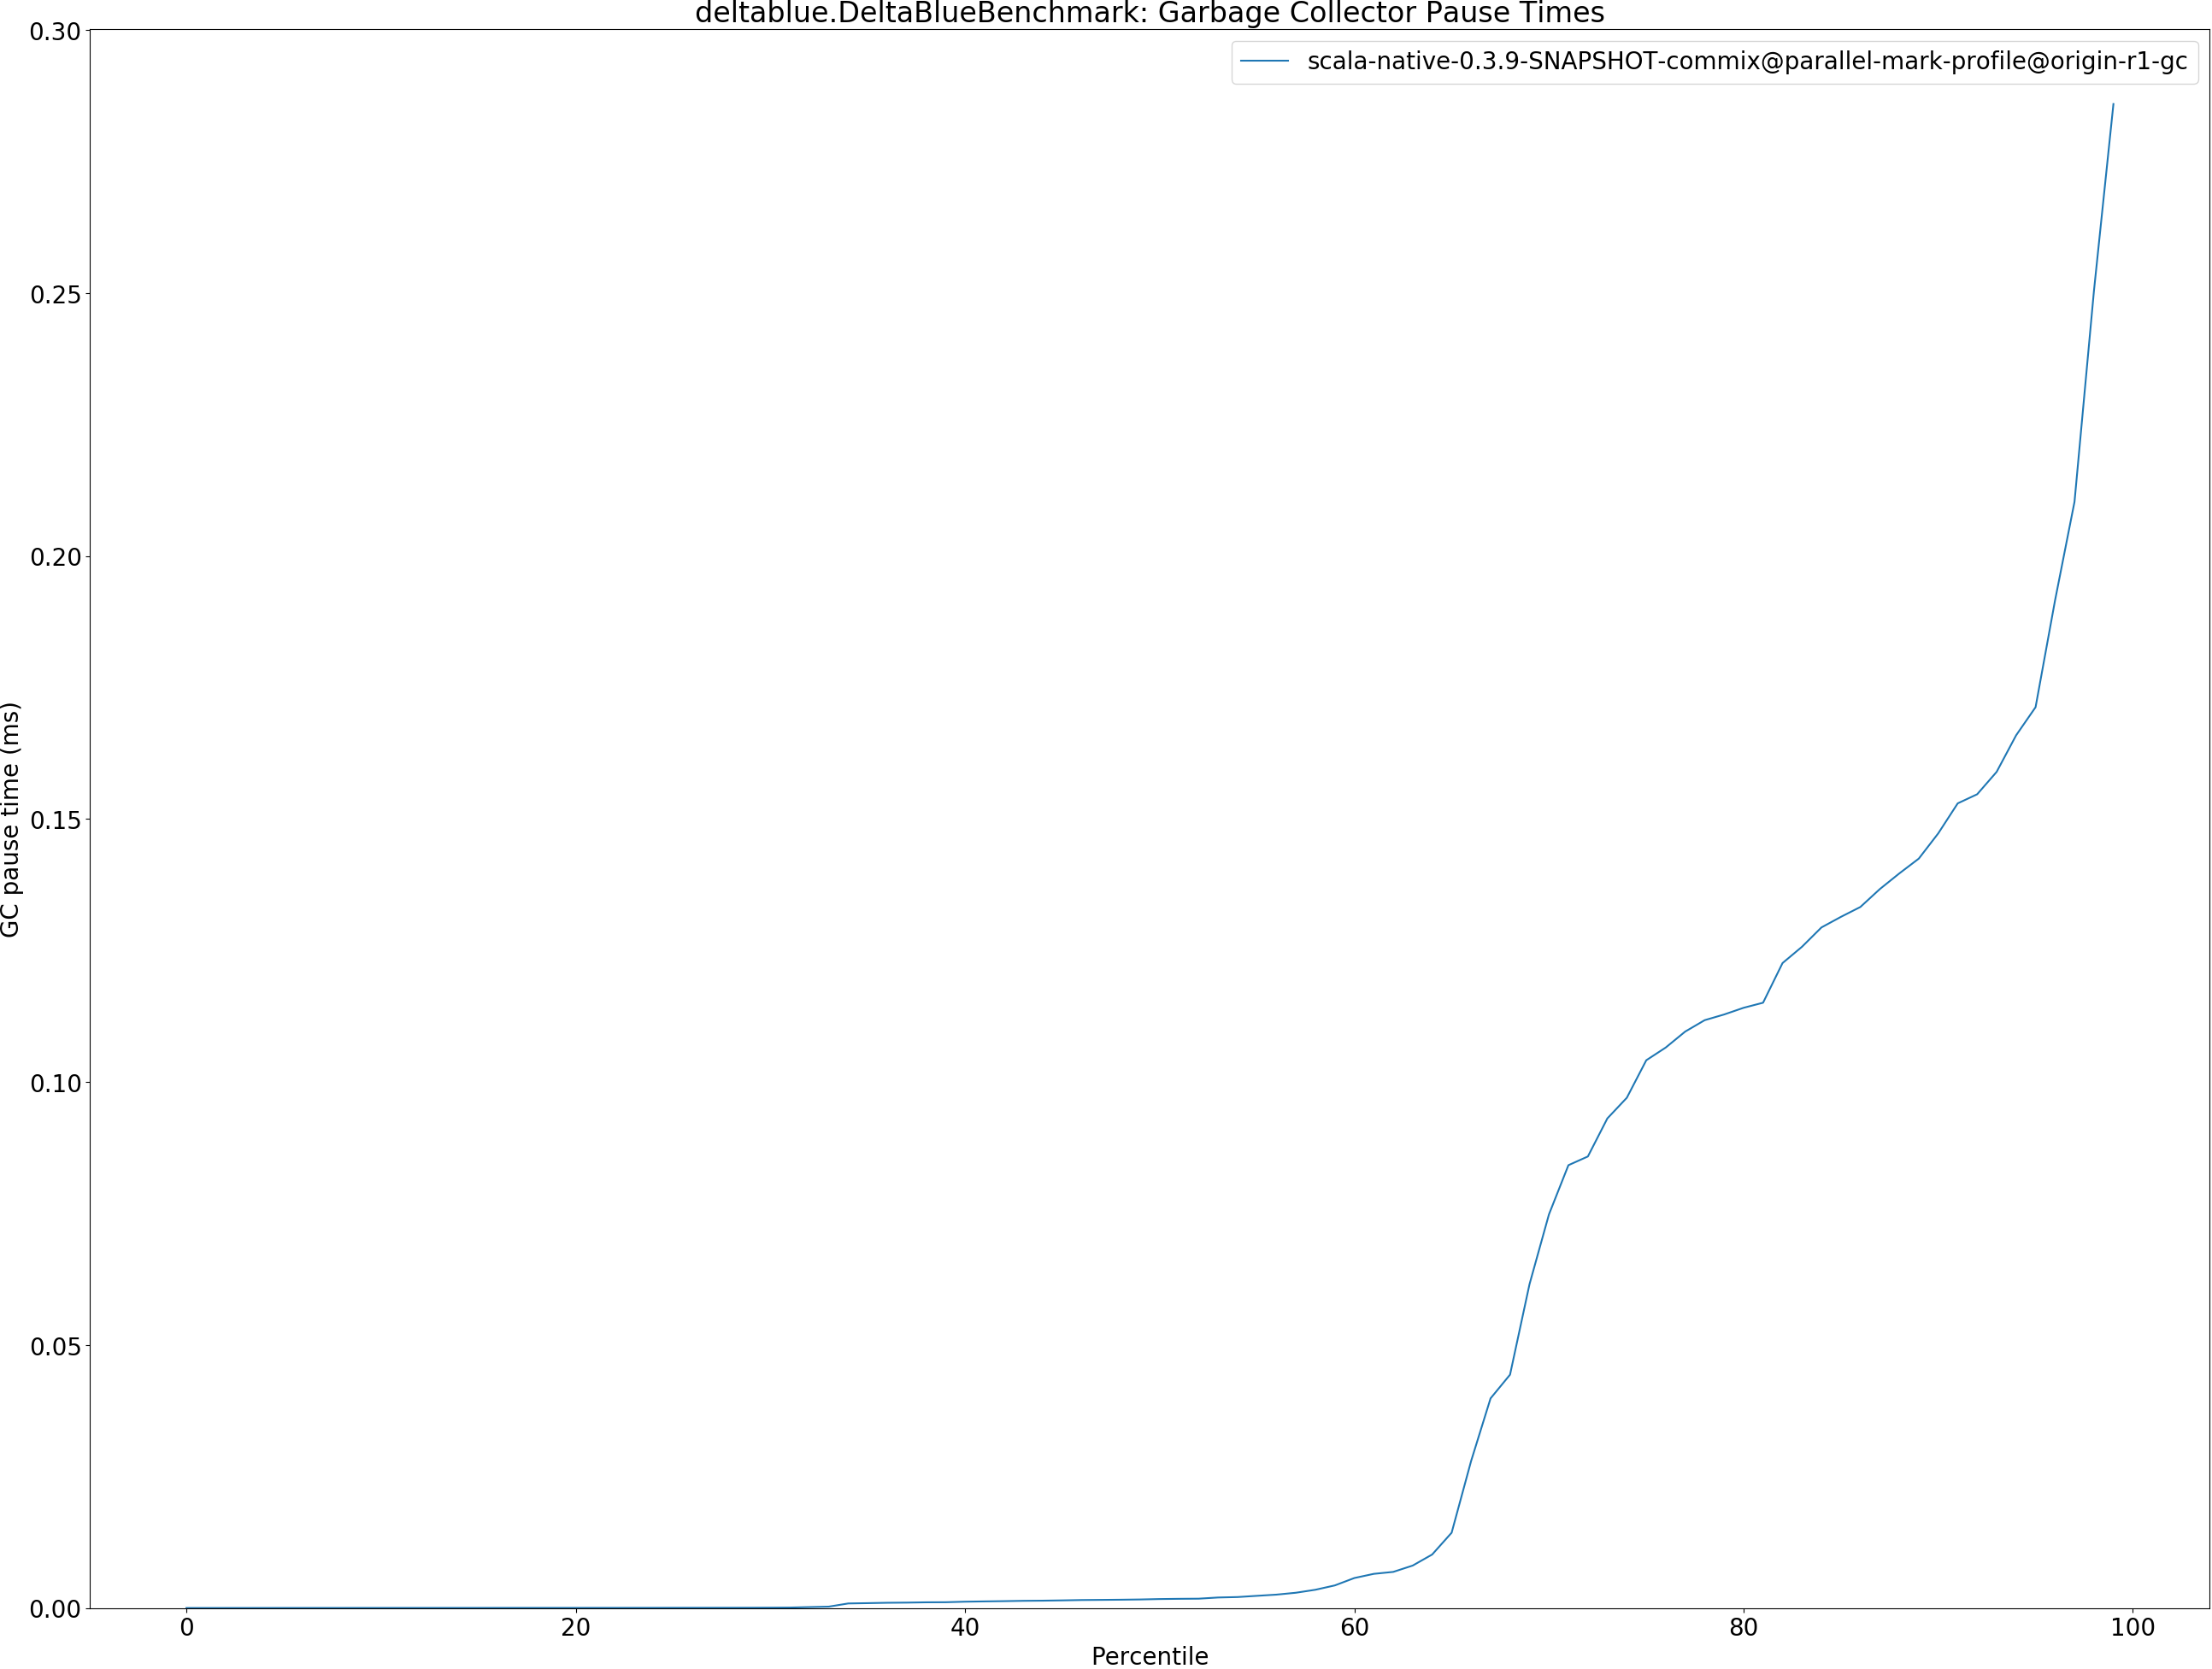 deltablue.DeltaBlueBenchmark: Garbage Collector Pause Times
scala-native-0.3.9-SNAPSHOT-commix@parallel-mark-profile@origin-r1-gc
GC pause time (ms)
0.30
0.25
0.20
0.15
0.10
0.05
0.00
0 20 40 60 80 100
Percentile